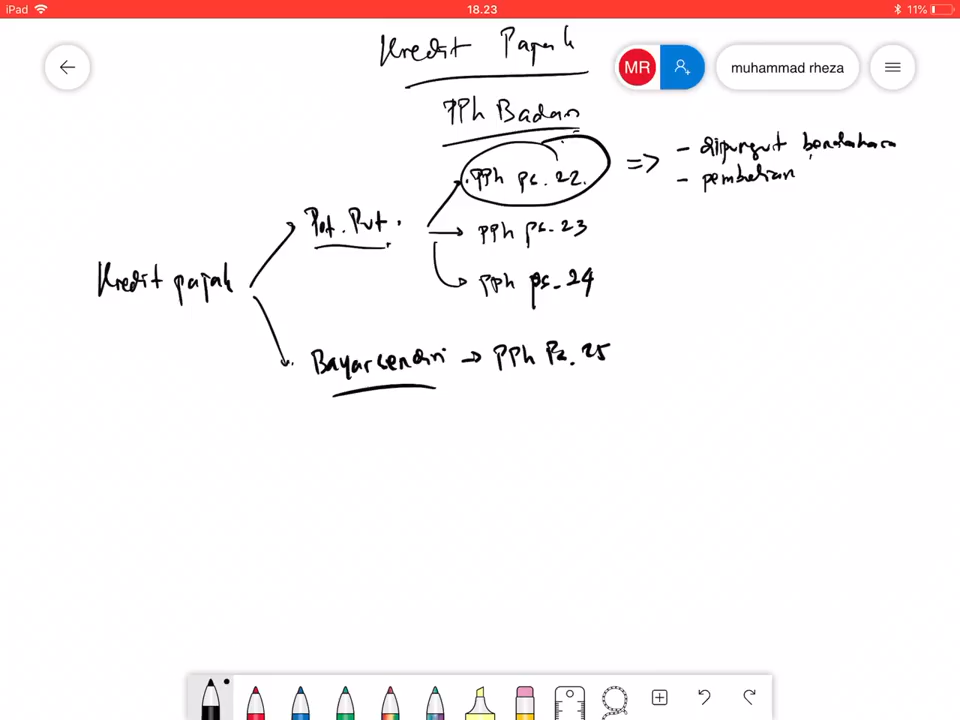 iPad 18.23 11%
Kredit Pajak
MR muhammad rheza
PPh Badan
- dipungut bendahara
PPh ps. 22.
- pembelian
Pot. Put.
PPh ps. 23
Kredit pajak
PPh ps. 24
Bayar sendiri → PPh Ps. 25